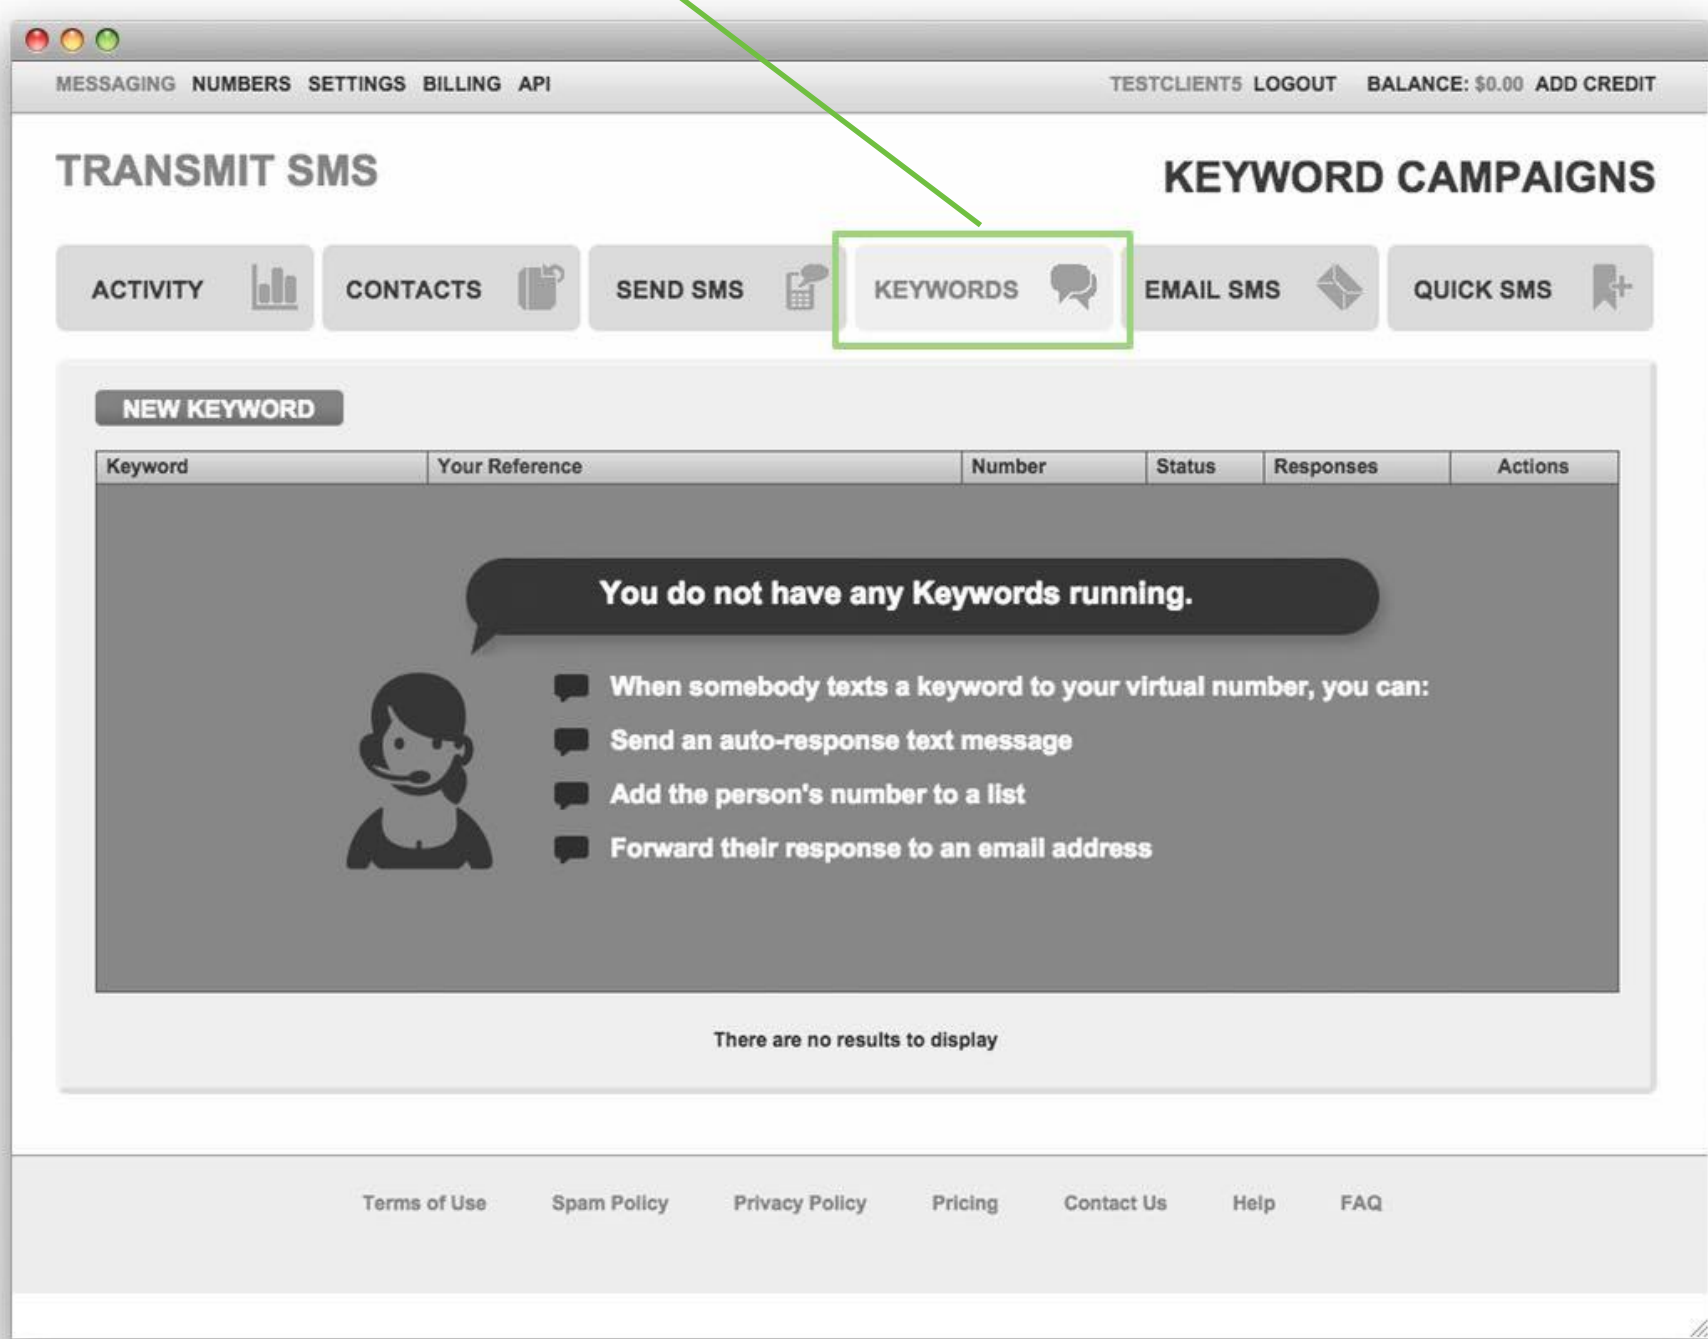 MESSAGING NUMBERS SETTINGS BILLING API TESTCLIENT5 LOGOUT BALANCE: $0.00 ADD CREDIT
TRANSMIT SMS KEYWORD CAMPAIGNS
ACTIVITY CONTACTS SEND SMS KEYWORDS EMAIL SMS QUICK SMS
NEW KEYWORD
Keyword Your Reference Number Status Responses Actions
You do not have any Keywords running.
When somebody texts a keyword to your virtual number, you can:
Send an auto-response text message
Add the person's number to a list
Forward their response to an email address
There are no results to display
Terms of Use Spam Policy Privacy Policy Pricing Contact Us Help FAQ